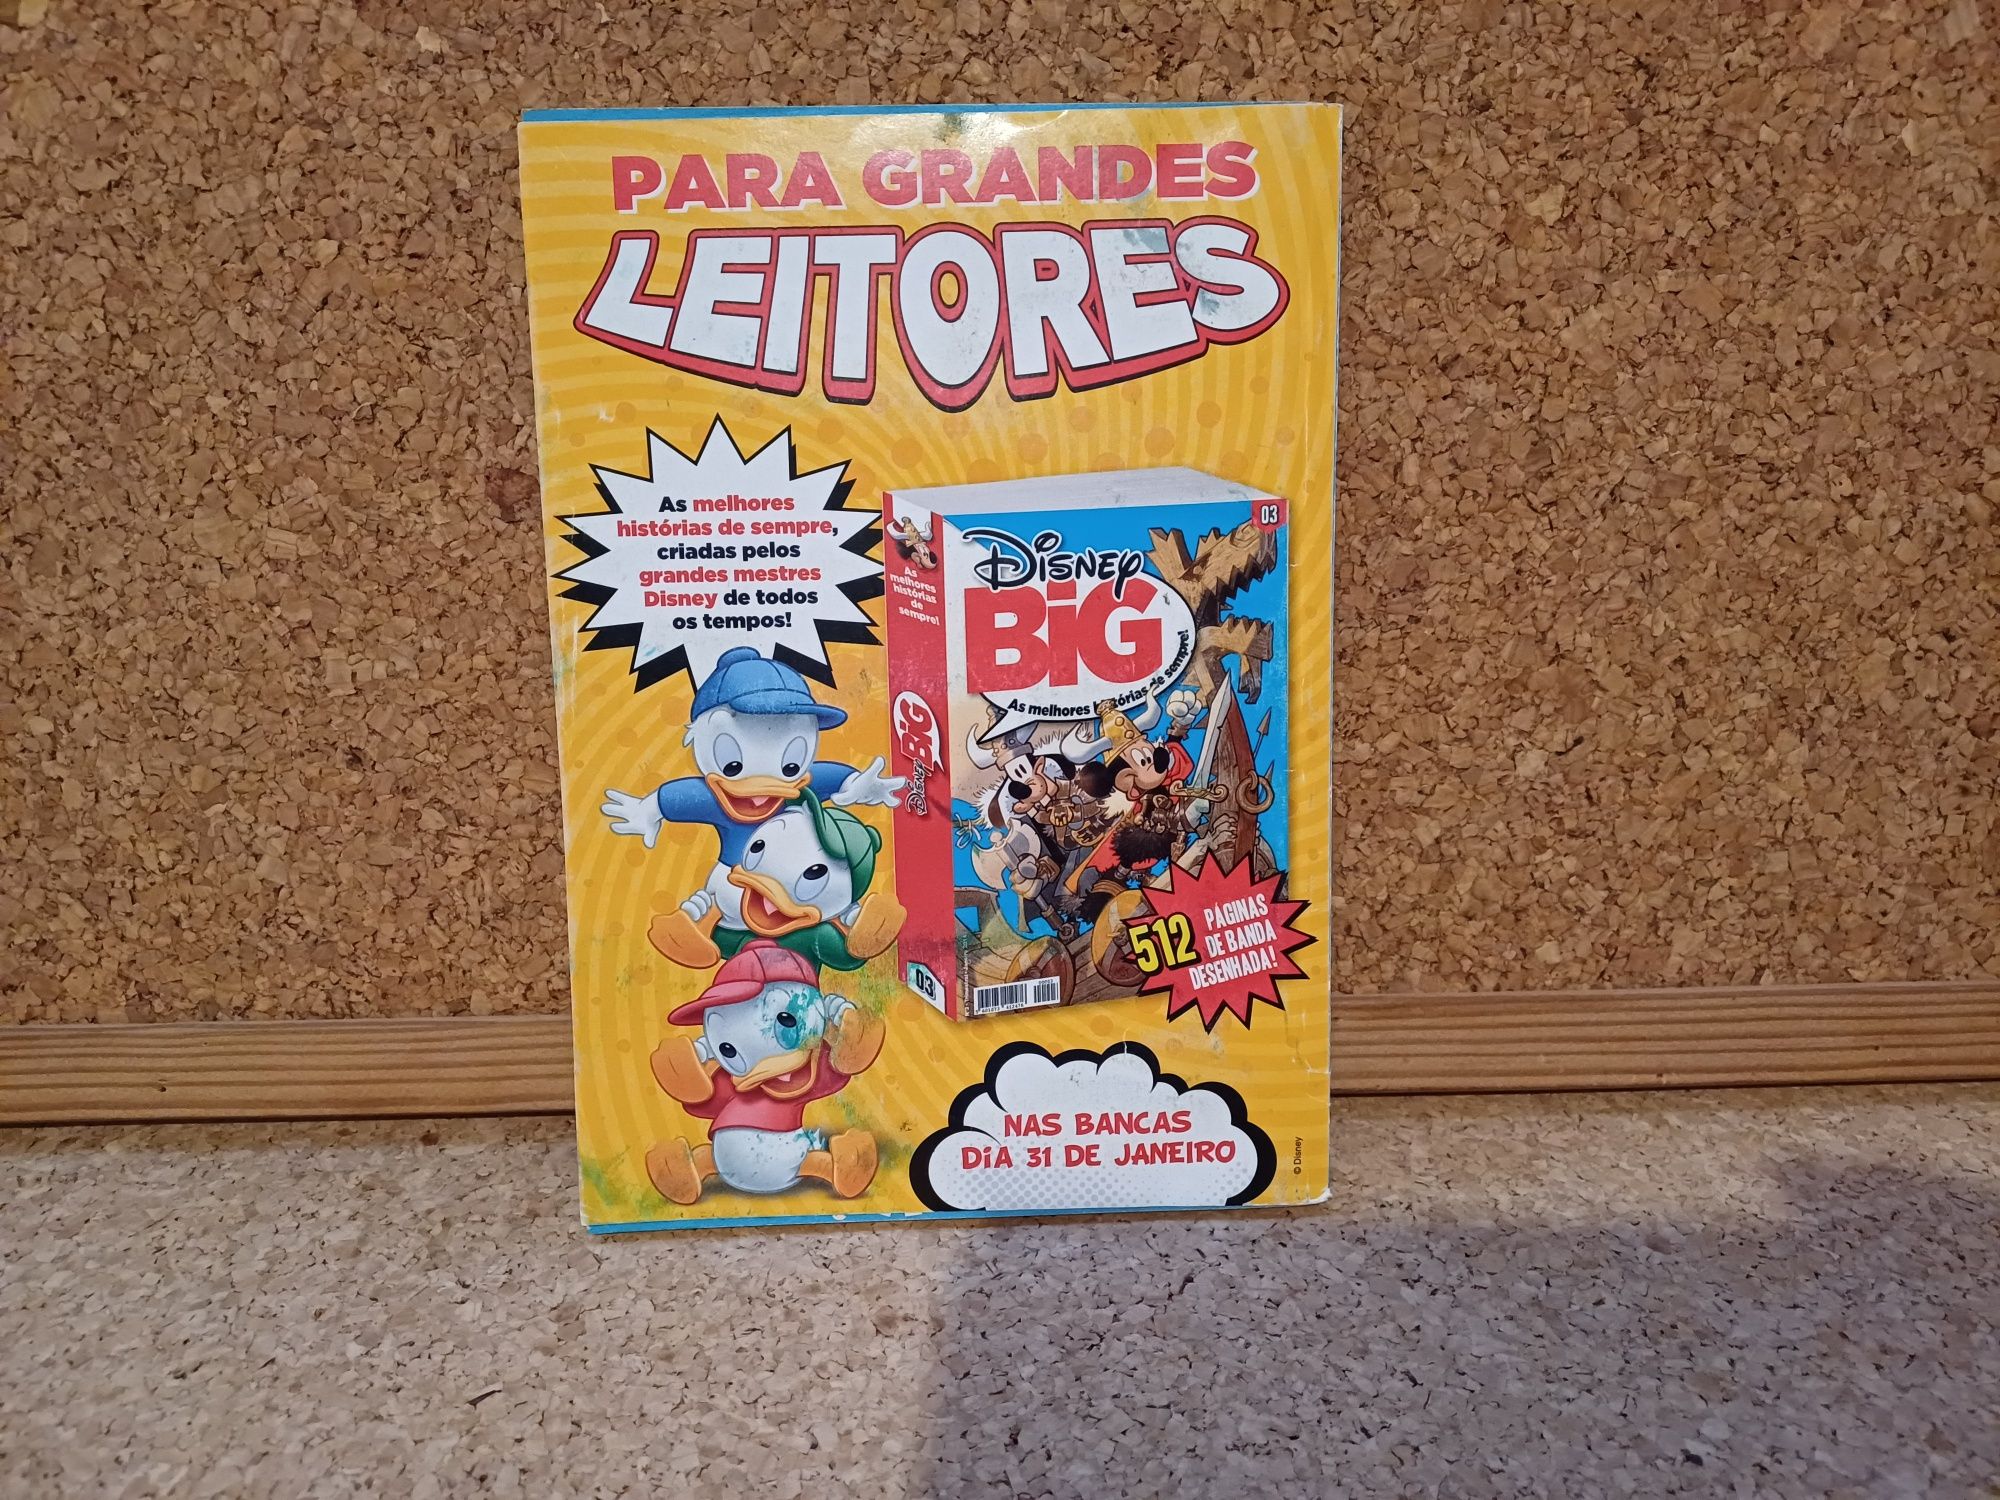 PARA GRANDES
LEITORES
As melhores
histórias de sempre,
criadas pelos
grandes mestres
Disney de todos
os tempos!
As
melhores
histórias
de
sempre!
DISNEY BiG
03
03
DiSNEY
BiG
As melhores histórias de sempre!
512 PÁGINAS
DE BANDA
DESENHADA!
NAS BANCAS
DiA 31 DE JANEiRO
© Disney